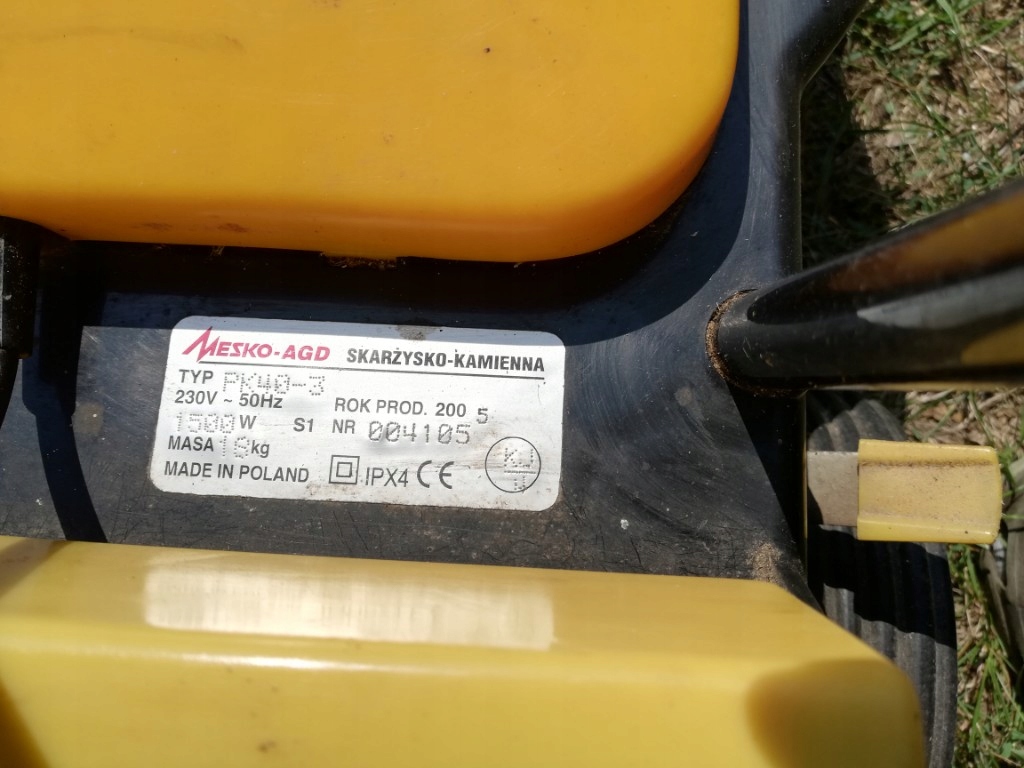 MESKO-AGD SKARŻYSKO-KAMIENNA
TYP PK40-3
230V ~ 50Hz ROK PROD. 200 5
1500 W S1 NR 004105
MASA 18 kg
MADE IN POLAND IPX4 CE
KJ